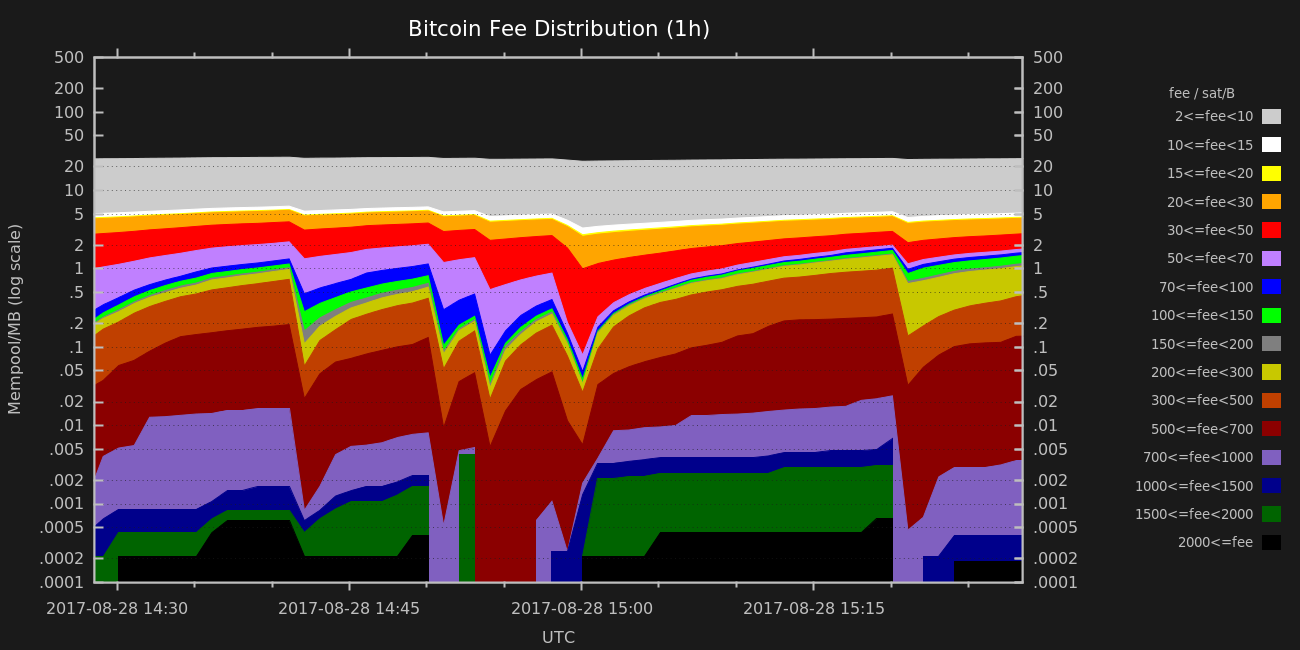 Bitcoin Fee Distribution (1h)
500 500
200 200
100 100
50 50
20 20
10 10
5 5
2 2
1 1
.5 .5
.2 .2
.1 .1
.05 .05
.02 .02
.01 .01
.005 .005
.002 .002
.001 .001
.0005 .0005
.0002 .0002
.0001 .0001
Mempool/MB (log scale)
2017-08-28 14:30 2017-08-28 14:45 2017-08-28 15:00 2017-08-28 15:15
UTC
fee / sat/B
2<=fee<10
10<=fee<15
15<=fee<20
20<=fee<30
30<=fee<50
50<=fee<70
70<=fee<100
100<=fee<150
150<=fee<200
200<=fee<300
300<=fee<500
500<=fee<700
700<=fee<1000
1000<=fee<1500
1500<=fee<2000
2000<=fee